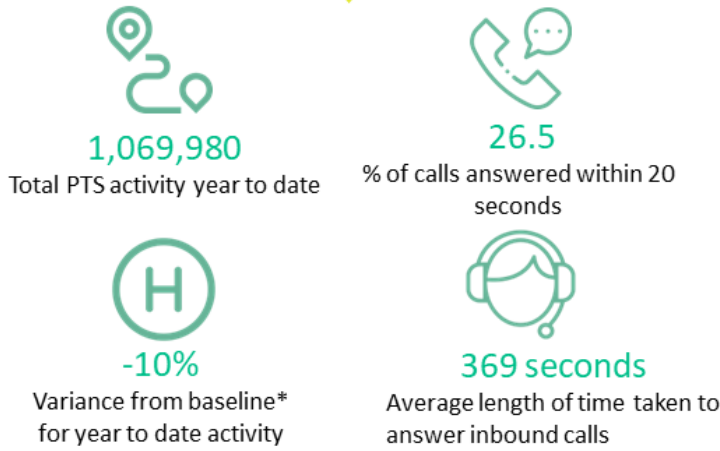 1,069,980
Total PTS activity year to date
26.5
% of calls answered within 20
seconds
H
-10%
Variance from baseline*
for year to date activity
369 seconds
Average length of time taken to
answer inbound calls